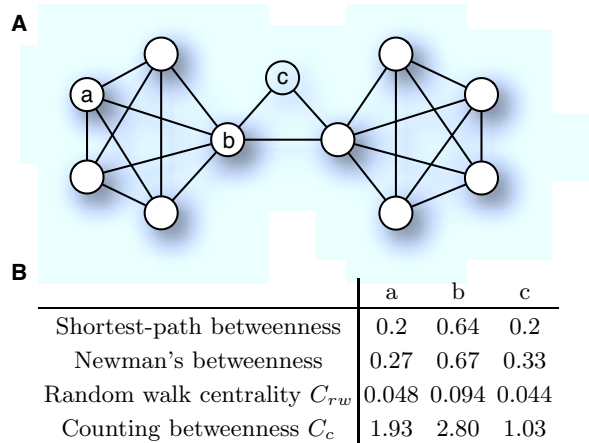 A
a
c
b
B
a b c
Shortest-path betweenness 0.2 0.64 0.2
Newman's betweenness 0.27 0.67 0.33
Random walk centrality C_rw 0.048 0.094 0.044
Counting betweenness C_c 1.93 2.80 1.03